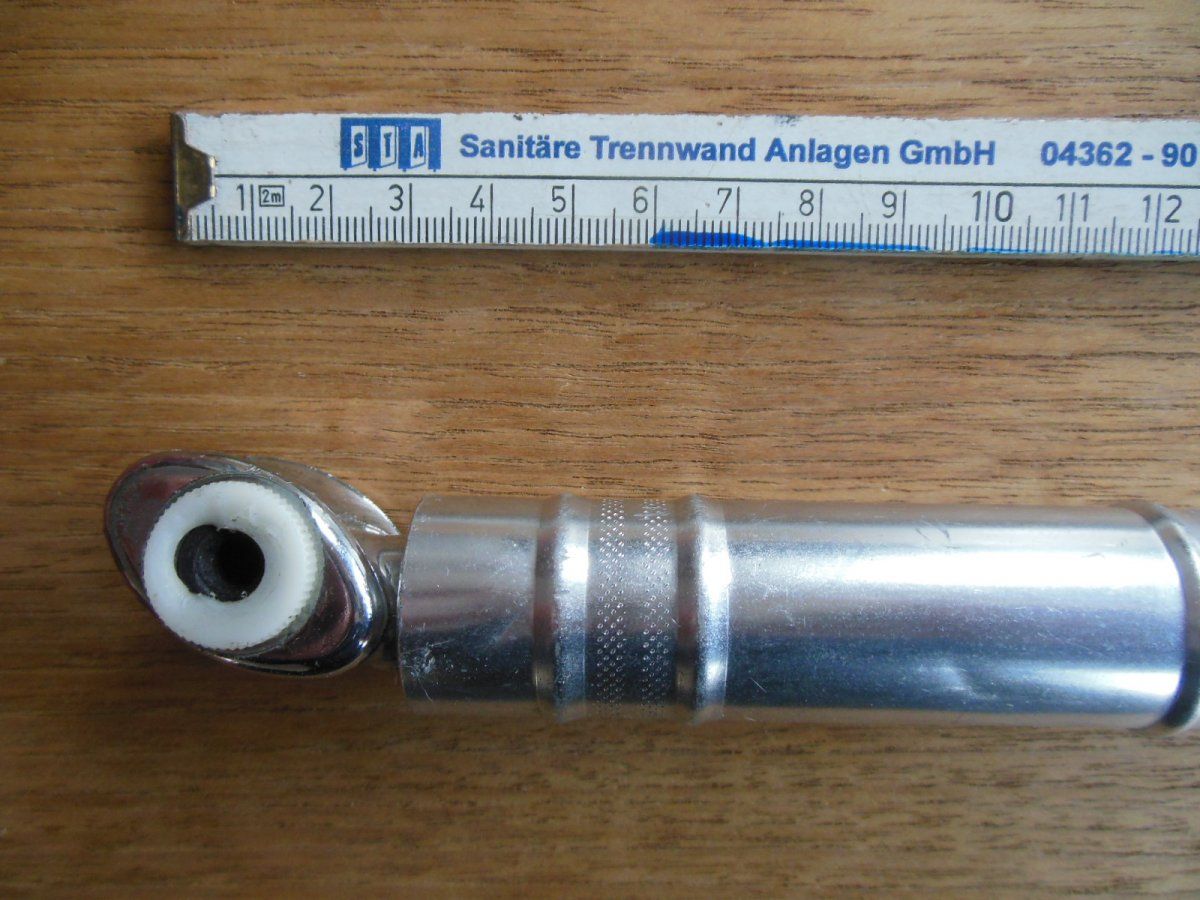 STA Sanitäre Trennwand Anlagen GmbH 04362 - 90
1 2m 2 3 4 5 6 7 8 9 10 11 12